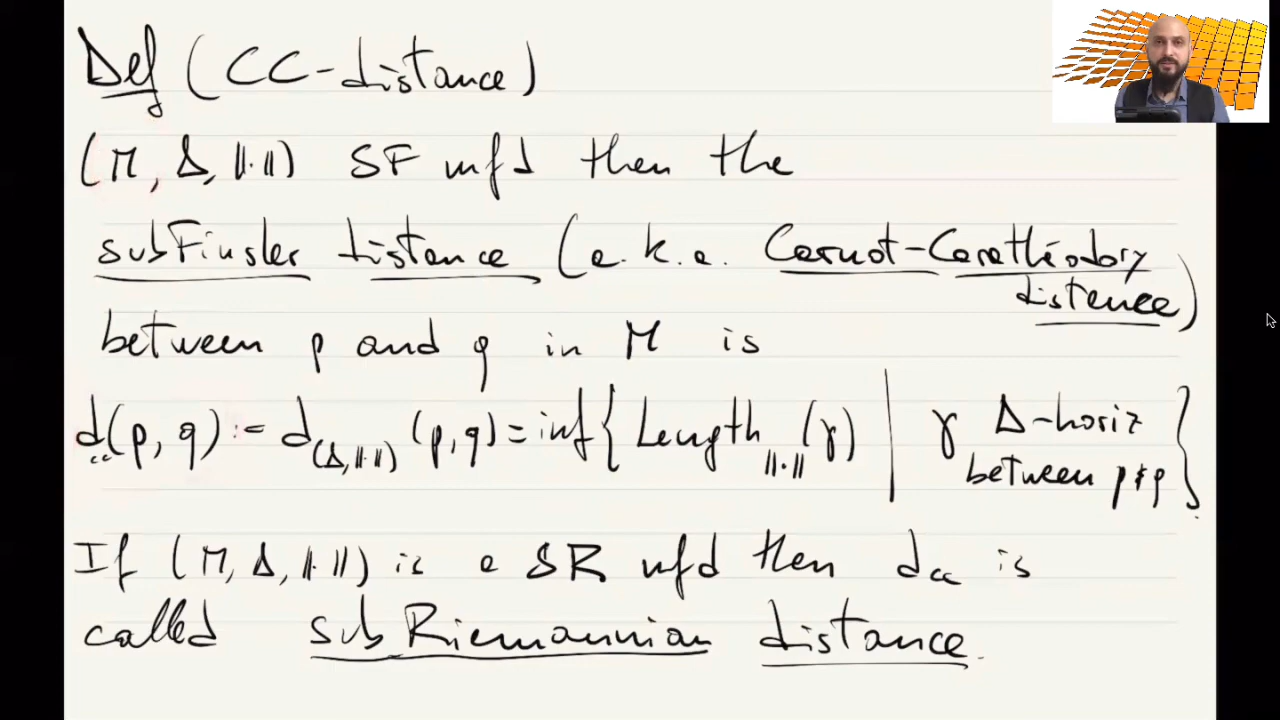 Def (CC-distance)
(M, Δ, ‖·‖) SF mfd then the
subFinsler distance (a.k.a. Carnot-Carathéodory
distance)
between p and q in M is
d_cc(p, q) := d_(Δ,‖·‖) (p,q) = inf { Length_‖·‖ (γ) | γ Δ-horiz
between p & q }
If (M, Δ, ‖·‖) is a SR mfd then d_cc is
called subRiemannian distance.